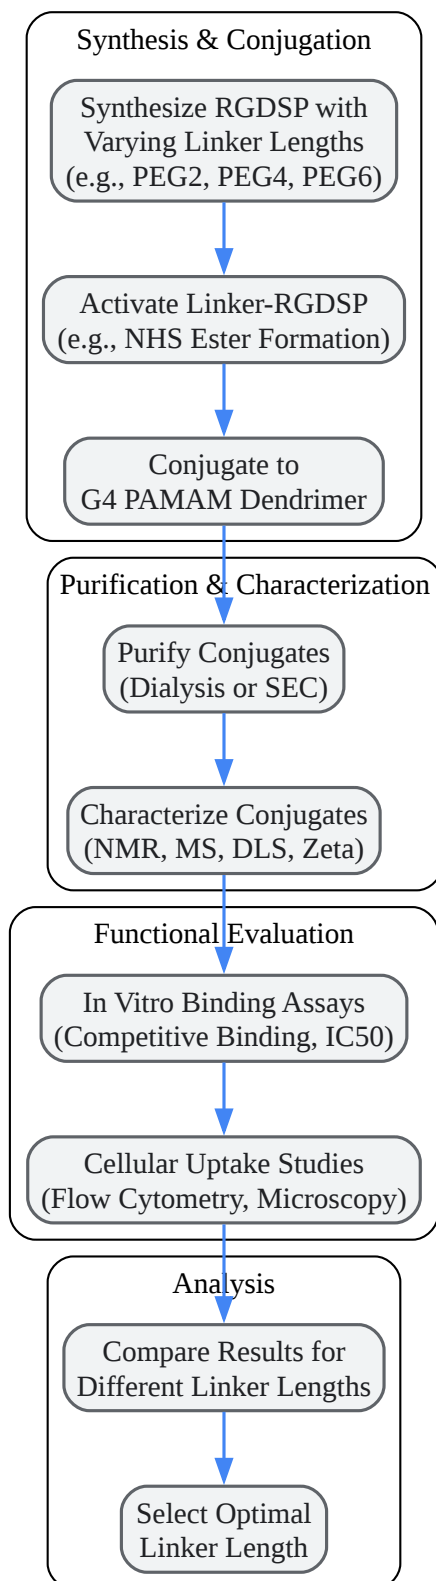 Synthesis & Conjugation
Synthesize RGDSP with
Varying Linker Lengths
(e.g., PEG2, PEG4, PEG6)
Activate Linker-RGDSP
(e.g., NHS Ester Formation)
Conjugate to
G4 PAMAM Dendrimer
Purification & Characterization
Purify Conjugates
(Dialysis or SEC)
Characterize Conjugates
(NMR, MS, DLS, Zeta)
Functional Evaluation
In Vitro Binding Assays
(Competitive Binding, IC50)
Cellular Uptake Studies
(Flow Cytometry, Microscopy)
Analysis
Compare Results for
Different Linker Lengths
Select Optimal
Linker Length